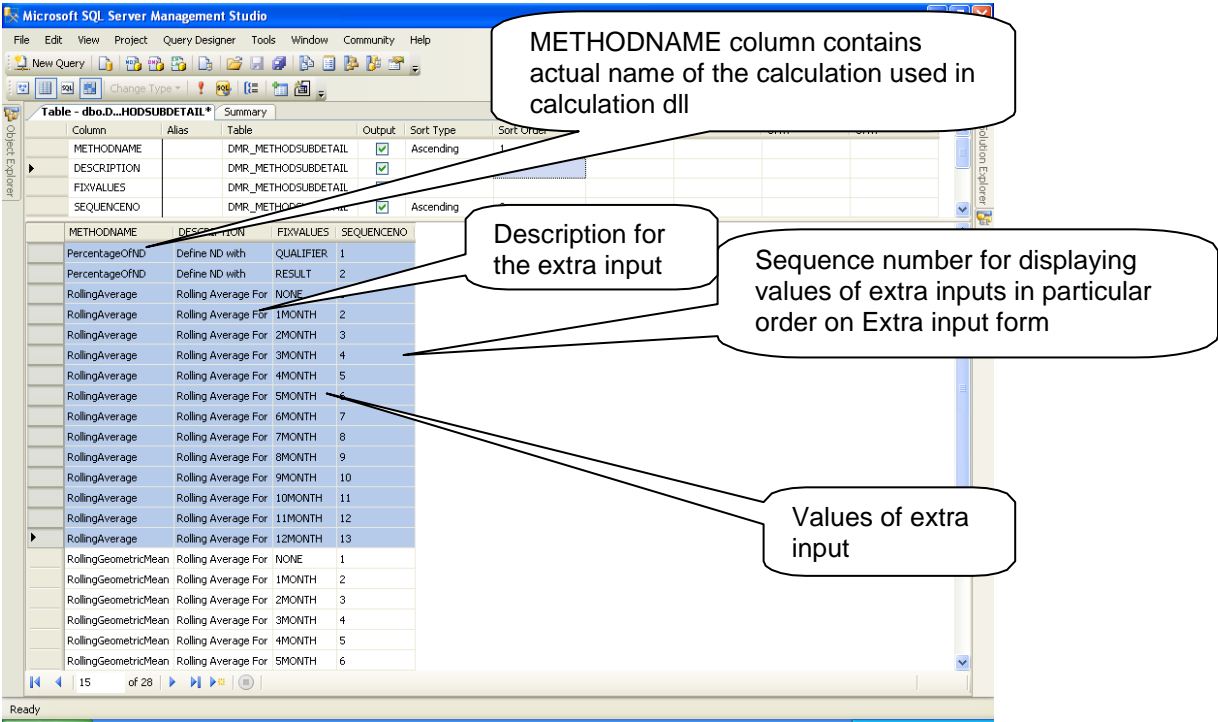 Microsoft SQL Server Management Studio
File Edit View Project Query Designer Tools Window Community Help
METHODNAME column contains
actual name of the calculation used in
calculation dll
New Query
Change Type
Table - dbo.D...HODSUBDETAIL* Summary
Object Explorer
Solution Explorer
Column Alias Table Output Sort Type Sort Order
METHODNAME DMR_METHODSUBDETAIL Ascending 1
DESCRIPTION DMR_METHODSUBDETAIL
FIXVALUES DMR_METHODSUBDETAIL
SEQUENCENO Ascending
METHODNAME DESCRIPTION FIXVALUES SEQUENCENO
Description for
the extra input
Sequence number for displaying
values of extra inputs in particular
order on Extra input form
PercentageOfND Define ND with QUALIFIER 1
PercentageOfND Define ND with RESULT 2
RollingAverage Rolling Average For NONE
RollingAverage Rolling Average For 1MONTH 2
RollingAverage Rolling Average For 2MONTH 3
RollingAverage Rolling Average For 3MONTH 4
RollingAverage Rolling Average For 4MONTH 5
RollingAverage Rolling Average For 5MONTH 6
RollingAverage Rolling Average For 6MONTH 7
RollingAverage Rolling Average For 7MONTH 8
RollingAverage Rolling Average For 8MONTH 9
RollingAverage Rolling Average For 9MONTH 10
RollingAverage Rolling Average For 10MONTH 11
RollingAverage Rolling Average For 11MONTH 12
RollingAverage Rolling Average For 12MONTH 13
Values of extra
input
RollingGeometricMean Rolling Average For NONE 1
RollingGeometricMean Rolling Average For 1MONTH 2
RollingGeometricMean Rolling Average For 2MONTH 3
RollingGeometricMean Rolling Average For 3MONTH 4
RollingGeometricMean Rolling Average For 4MONTH 5
RollingGeometricMean Rolling Average For 5MONTH 6
15 of 28
Ready